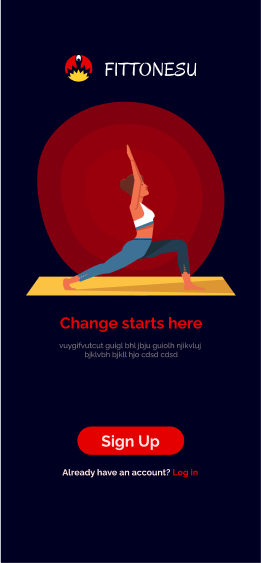 FITTONESU
Change starts here
vuygifvutcut guigl bhl jbju guiolh njikvluj
bjklvbh bjkll hjo cdsd cdsd
Sign Up
Already have an account? Log in